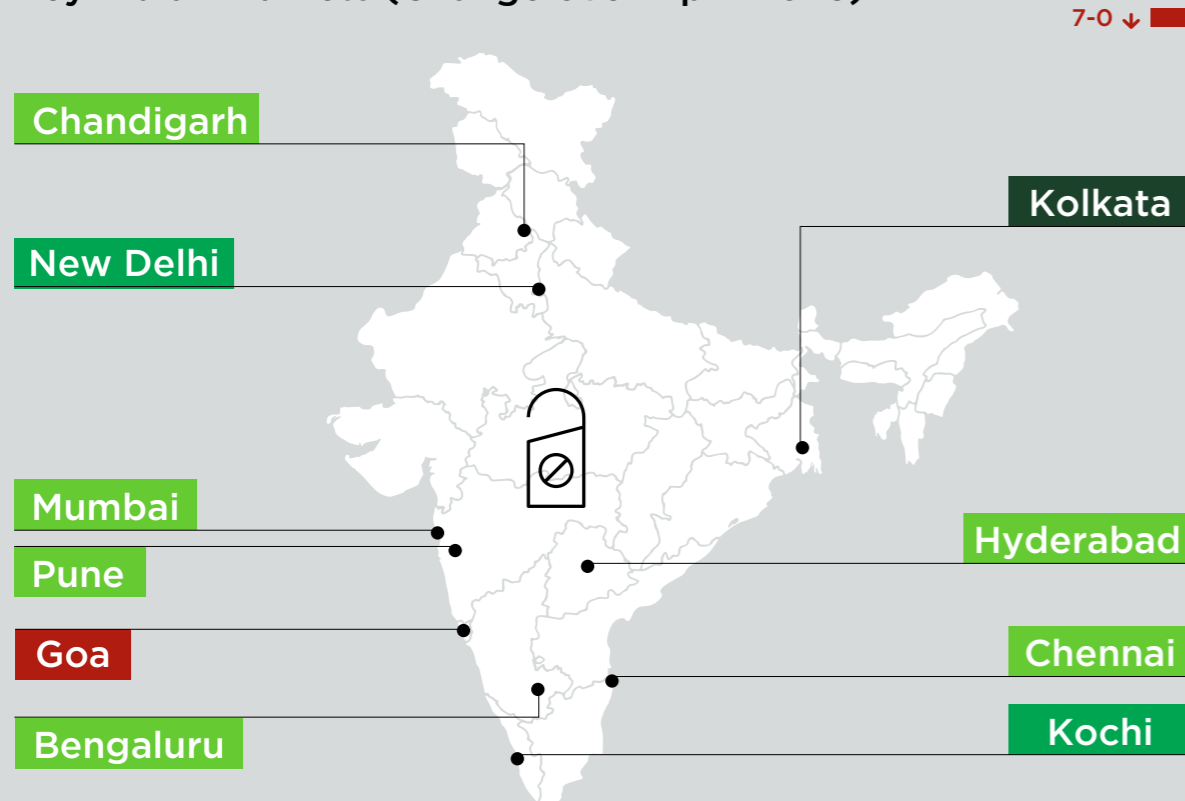 7-0 ↓
Chandigarh
Kolkata
New Delhi
Mumbai
Hyderabad
Pune
Goa
Chennai
Bengaluru
Kochi